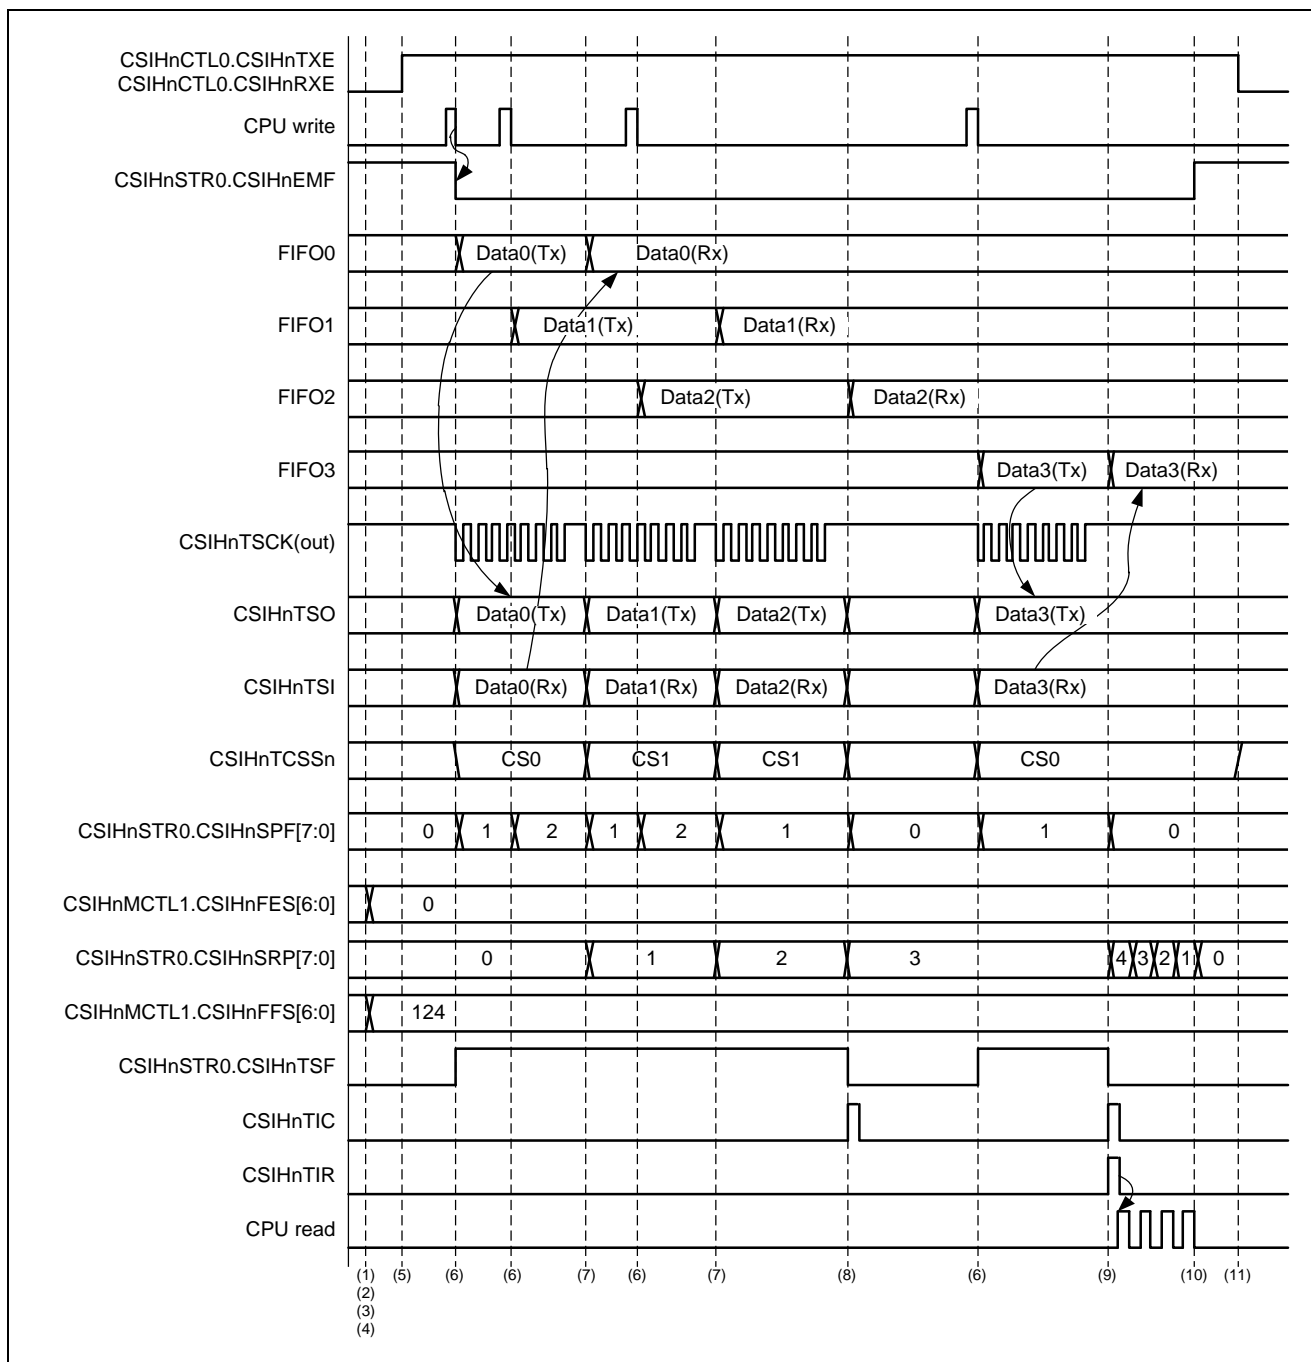 CSIHnCTL0.CSIHnTXE
CSIHnCTL0.CSIHnRXE
CPU write
CSIHnSTR0.CSIHnEMF
FIFO0 Data0(Tx) Data0(Rx)
FIFO1 Data1(Tx) Data1(Rx)
FIFO2 Data2(Tx) Data2(Rx)
FIFO3 Data3(Tx) Data3(Rx)
CSIHnTSCK(out)
CSIHnTSO Data0(Tx) Data1(Tx) Data2(Tx) Data3(Tx)
CSIHnTSI Data0(Rx) Data1(Rx) Data2(Rx) Data3(Rx)
CSIHnTCSSn CS0 CS1 CS1 CS0
CSIHnSTR0.CSIHnSPF[7:0] 0 1 2 1 2 1 0 1 0
CSIHnMCTL1.CSIHnFES[6:0] 0
CSIHnSTR0.CSIHnSRP[7:0] 0 1 2 3 4 3 2 1 0
CSIHnMCTL1.CSIHnFFS[6:0] 124
CSIHnSTR0.CSIHnTSF
CSIHnTIC
CSIHnTIR
CPU read
(1) (5) (6) (6) (7) (6) (7) (8) (6) (9) (10) (11)
(2)
(3)
(4)